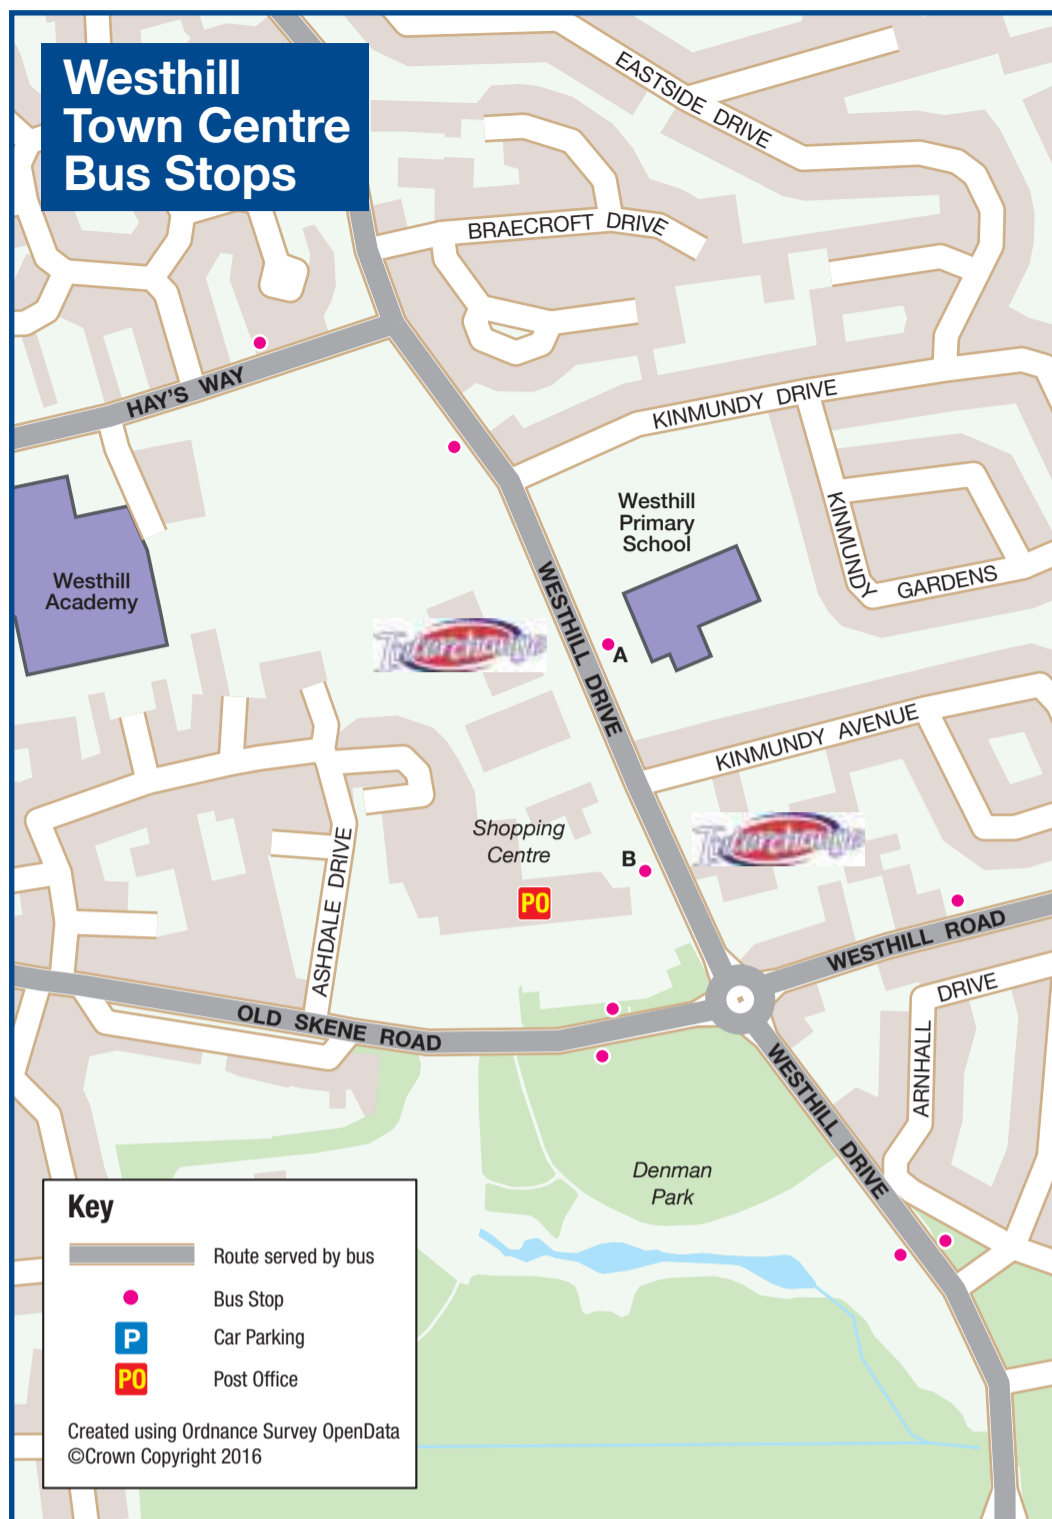 Westhill
Town Centre
Bus Stops
EASTSIDE DRIVE
BRAECROFT DRIVE
HAY'S WAY
KINMUNDY DRIVE
Westhill
Primary
School
KINMUNDY
GARDENS
Westhill
Academy
WESTHILL DRIVE
Interchange
A
KINMUNDY AVENUE
Shopping
Centre
Interchange
B
PO
ASHDALE DRIVE
WESTHILL ROAD
DRIVE
OLD SKENE ROAD
ARNHALL
WESTHILL DRIVE
Denman
Park
Key
Route served by bus
Bus Stop
P
Car Parking
PO
Post Office
Created using Ordnance Survey OpenData
©Crown Copyright 2016